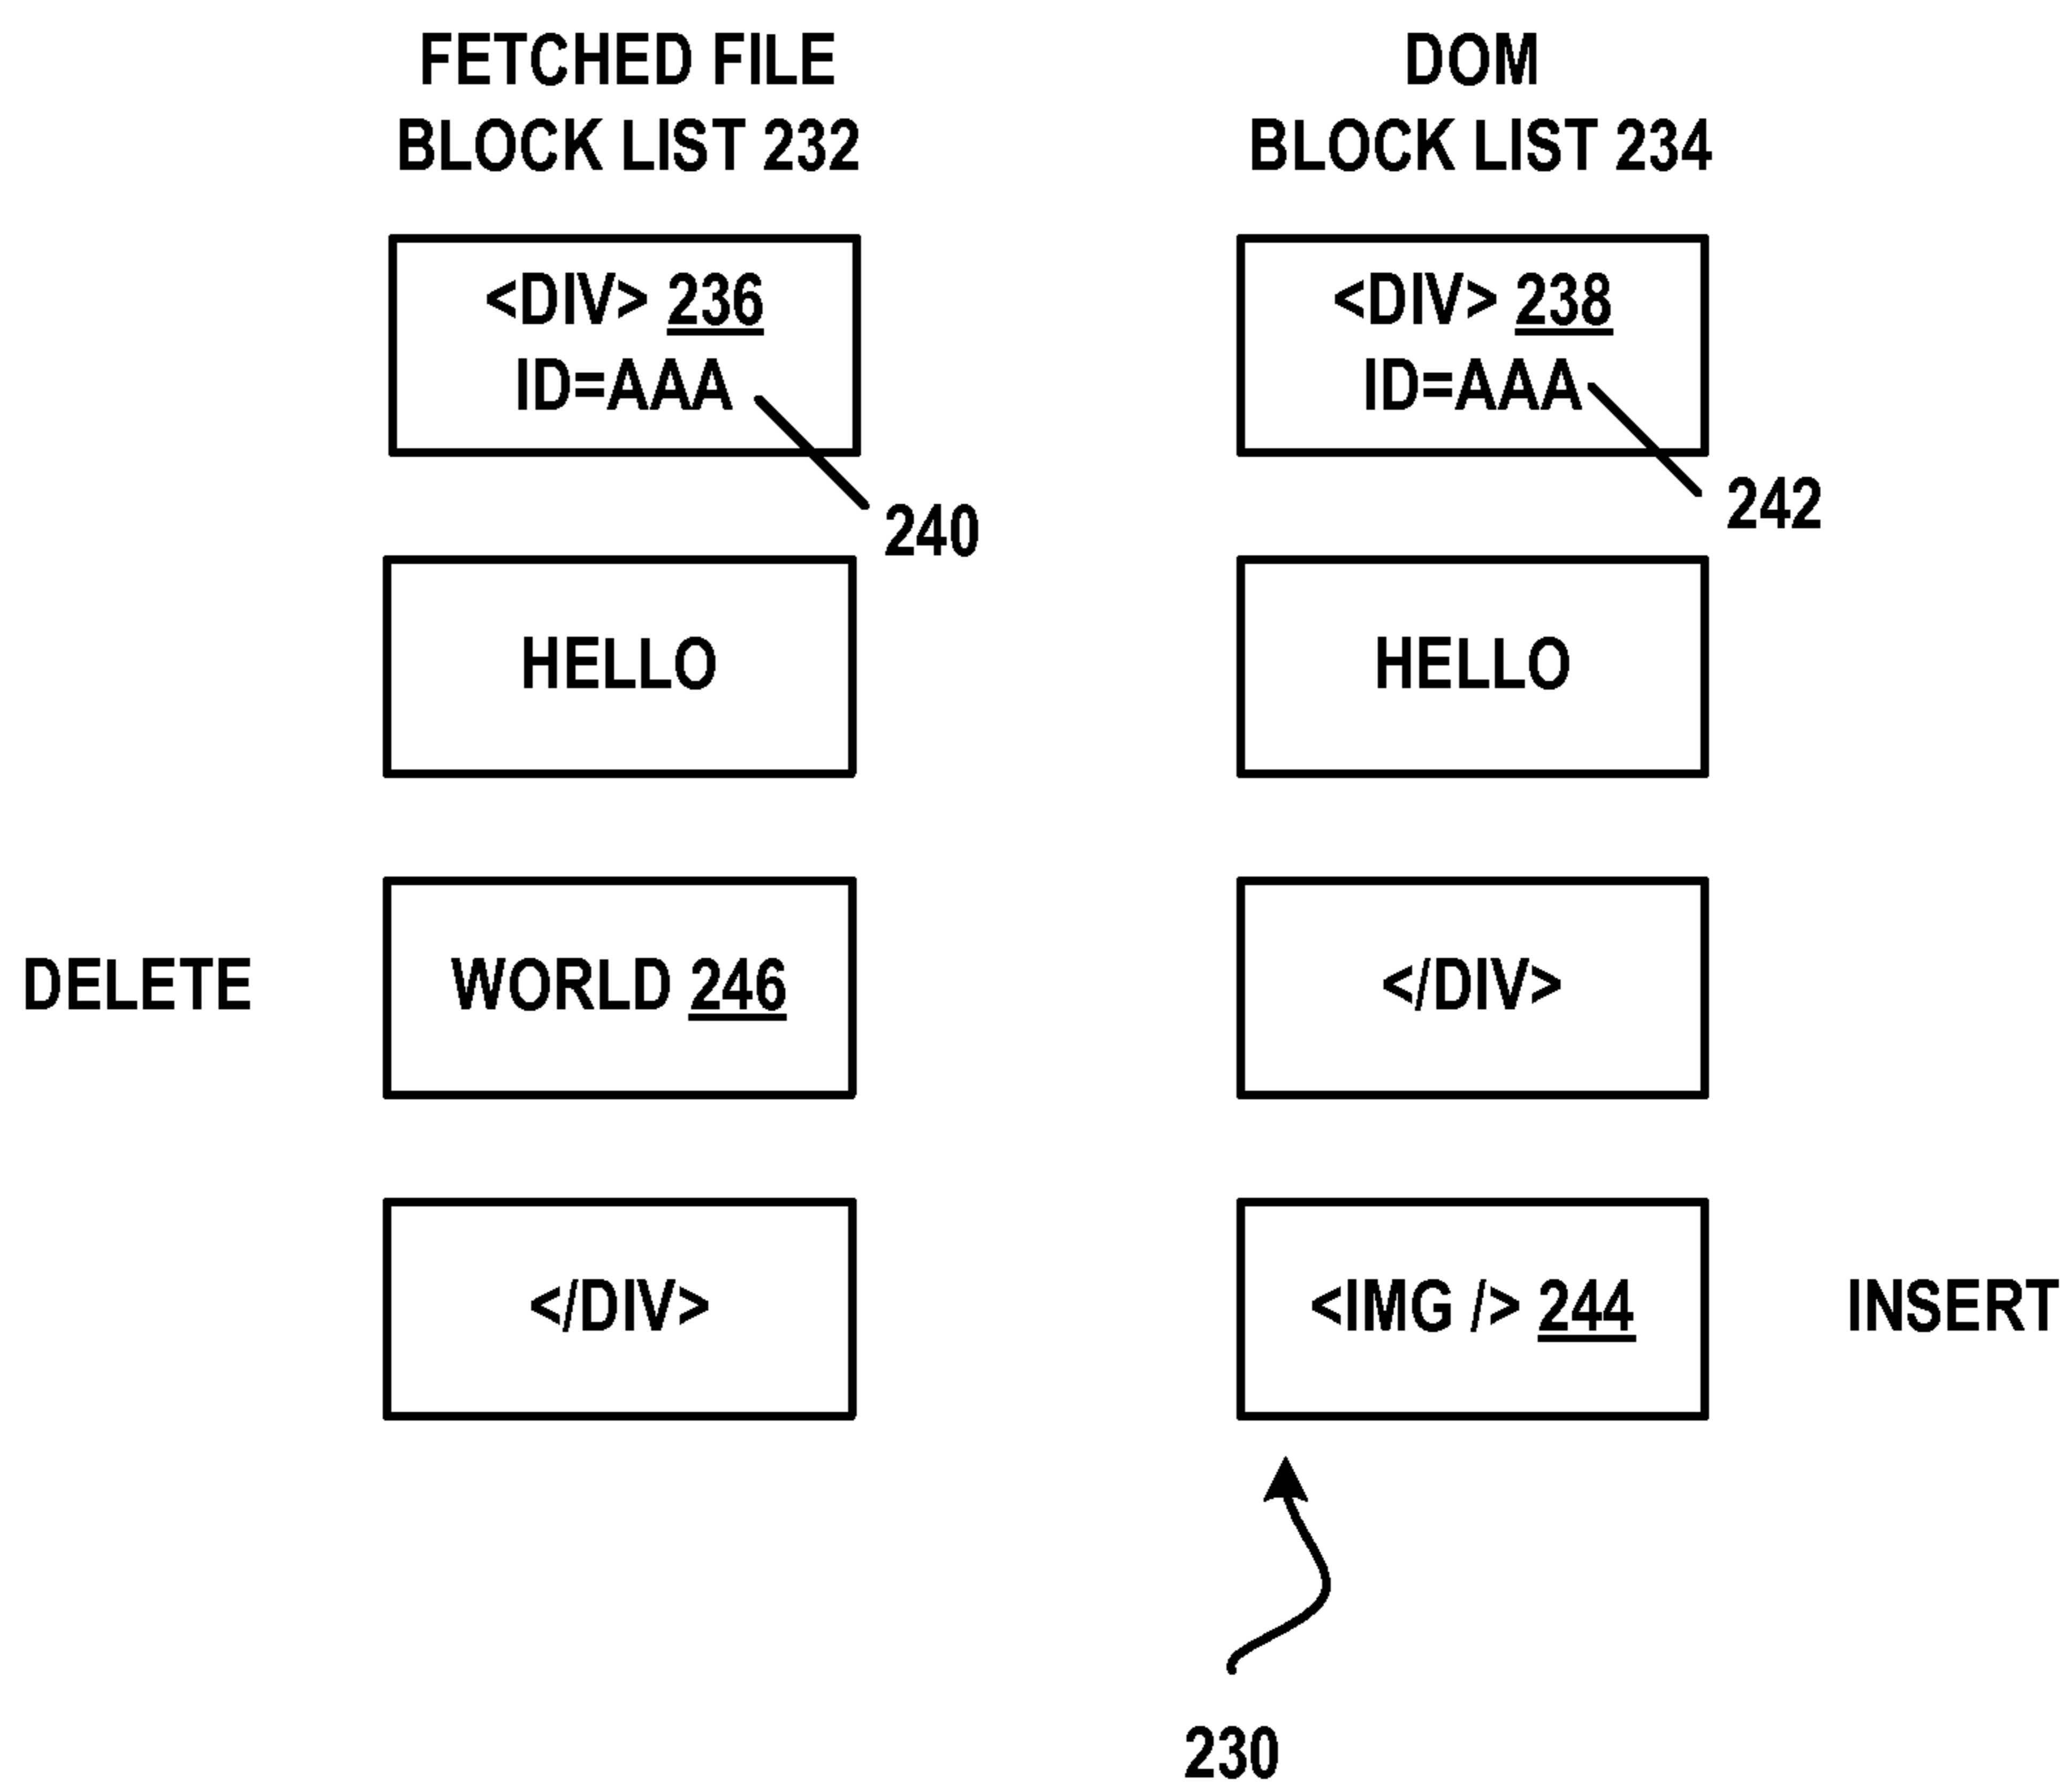 FETCHED FILE
BLOCK LIST 232
DOM
BLOCK LIST 234
<DIV> 236
ID=AAA
240
<DIV> 238
ID=AAA
242
HELLO
HELLO
DELETE
WORLD 246
</DIV>
</DIV>
<IMG /> 244
INSERT
230